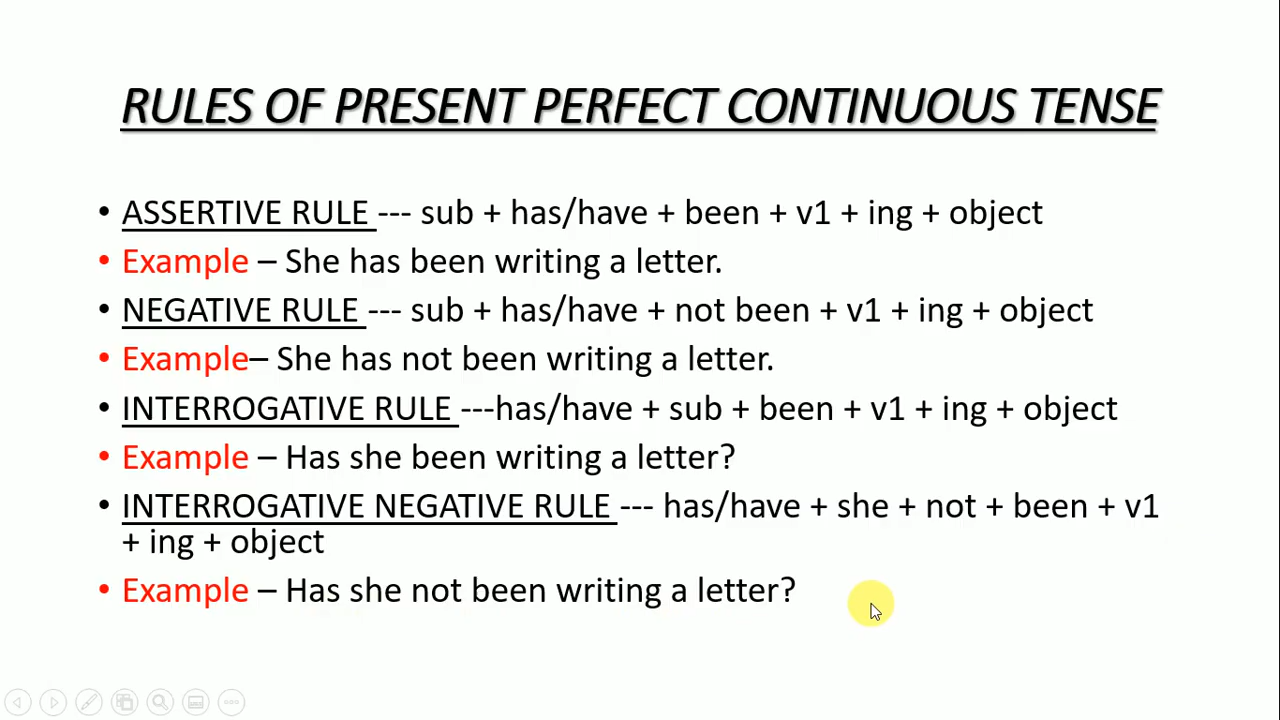 RULES OF PRESENT PERFECT CONTINUOUS TENSE
• ASSERTIVE RULE --- sub + has/have + been + v1 + ing + object
• Example – She has been writing a letter.
• NEGATIVE RULE --- sub + has/have + not been + v1 + ing + object
• Example– She has not been writing a letter.
• INTERROGATIVE RULE ---has/have + sub + been + v1 + ing + object
• Example – Has she been writing a letter?
• INTERROGATIVE NEGATIVE RULE --- has/have + she + not + been + v1
+ ing + object
• Example – Has she not been writing a letter?